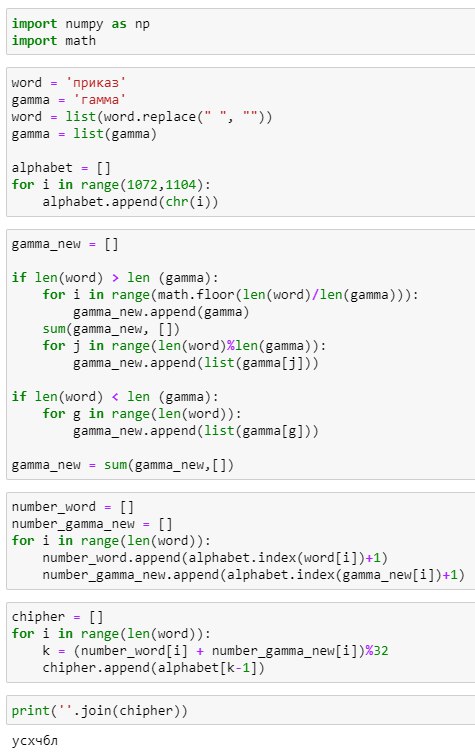 import numpy as np
import math
word = 'приказ'
gamma = 'гамма'
word = list(word.replace(" ", ""))
gamma = list(gamma)
alphabet = []
for i in range(1072,1104):
    alphabet.append(chr(i))
gamma_new = []
if len(word) > len (gamma):
    for i in range(math.floor(len(word)/len(gamma))):
        gamma_new.append(gamma)
    sum(gamma_new, [])
    for j in range(len(word)%len(gamma)):
        gamma_new.append(list(gamma[j]))
if len(word) < len (gamma):
    for g in range(len(word)):
        gamma_new.append(list(gamma[g]))
gamma_new = sum(gamma_new,[])
number_word = []
number_gamma_new = []
for i in range(len(word)):
    number_word.append(alphabet.index(word[i])+1)
    number_gamma_new.append(alphabet.index(gamma_new[i])+1)
chipher = []
for i in range(len(word)):
    k = (number_word[i] + number_gamma_new[i])%32
    chipher.append(alphabet[k-1])
print(''.join(chipher))
усхчбл